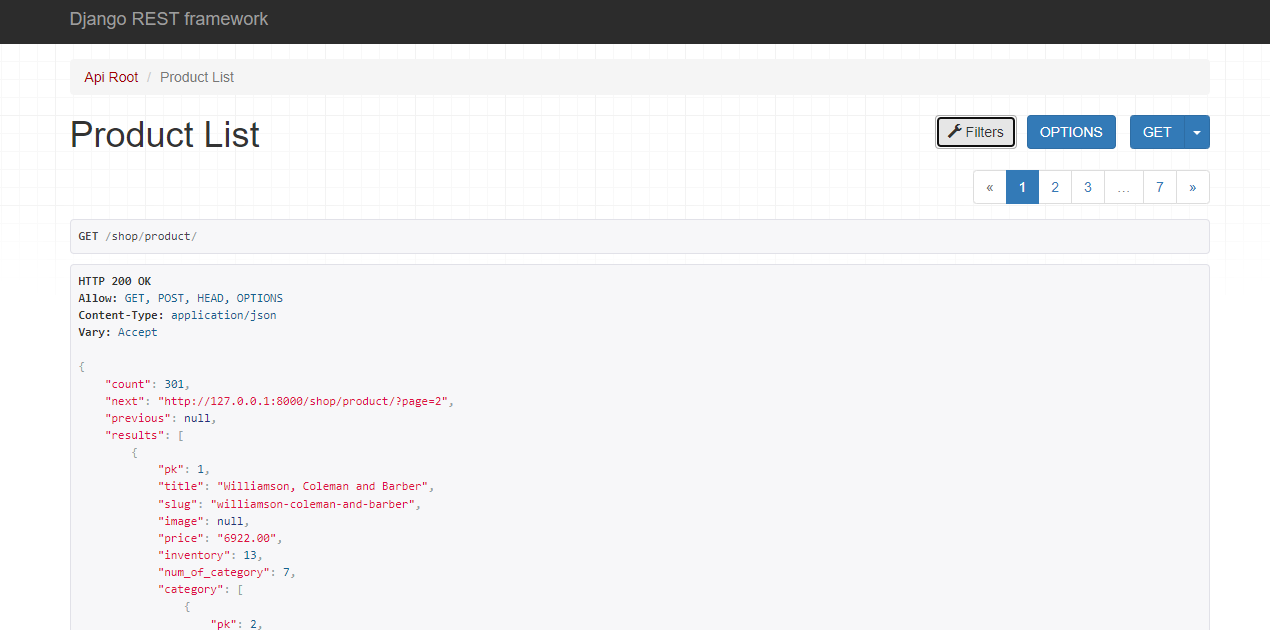 Django REST framework
Api Root / Product List
Product List
Filters OPTIONS GET
« 1 2 3 … 7 »
GET /shop/product/
HTTP 200 OK
Allow: GET, POST, HEAD, OPTIONS
Content-Type: application/json
Vary: Accept
{
"count": 301,
"next": "http://127.0.0.1:8000/shop/product/?page=2",
"previous": null,
"results": [
{
"pk": 1,
"title": "Williamson, Coleman and Barber",
"slug": "williamson-coleman-and-barber",
"image": null,
"price": "6922.00",
"inventory": 13,
"num_of_category": 7,
"category": [
{
"pk": 2,